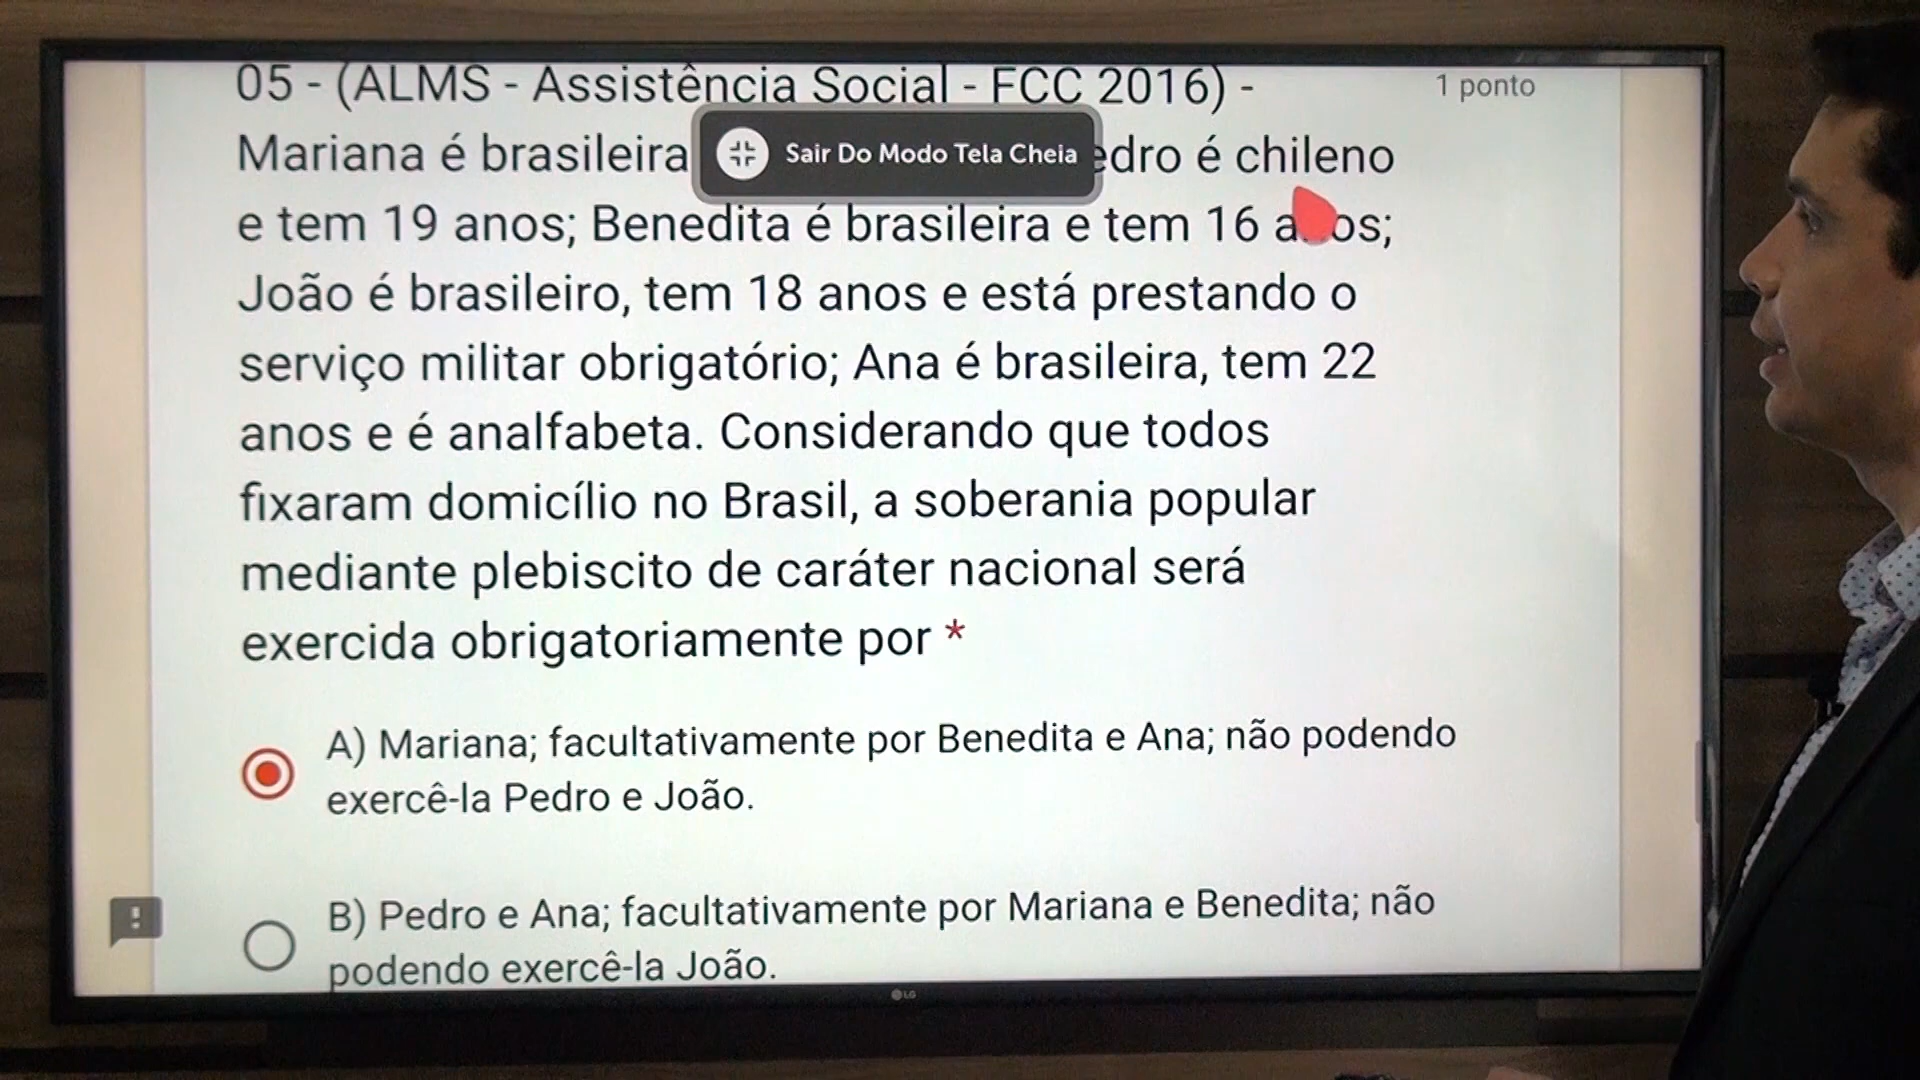 05 - (ALMS - Assistência Social - FCC 2016) -
1 ponto
Mariana é brasileira
Sair Do Modo Tela Cheia
é chileno
e tem 19 anos; Benedita é brasileira e tem 16
João é brasileiro, tem 18 anos e está prestando o
serviço militar obrigatório; Ana é brasileira, tem 22
anos e é analfabeta. Considerando que todos
fixaram domicílio no Brasil, a soberania popular
mediante plebiscito de caráter nacional será
exercida obrigatoriamente por *
A) Mariana; facultativamente por Benedita e Ana; não podendo
exercê-la Pedro e João.
B) Pedro e Ana; facultativamente por Mariana e Benedita; não
podendo exercê-la João.
LG